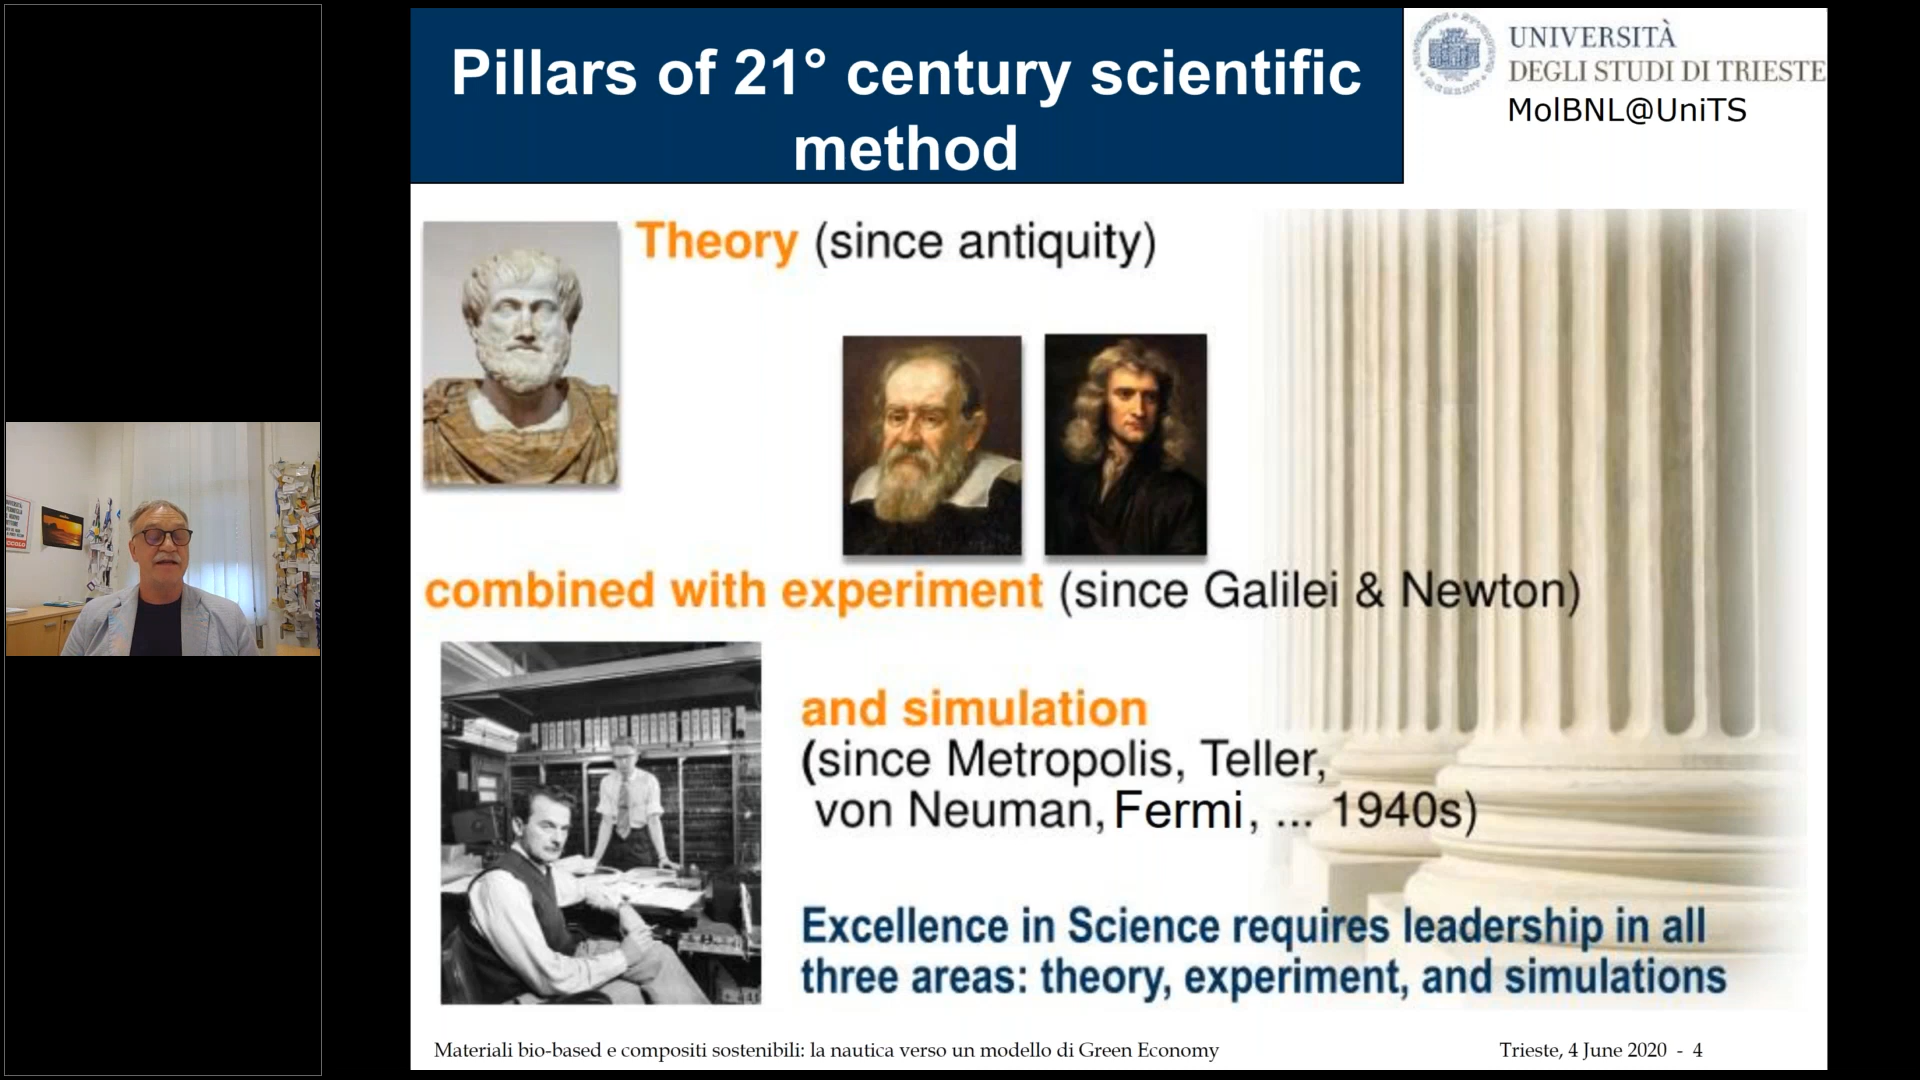 Pillars of 21° century scientific
method
UNIVERSITÀ
DEGLI STUDI DI TRIESTE
MolBNL@UniTS
Theory (since antiquity)
combined with experiment (since Galilei & Newton)
and simulation
(since Metropolis, Teller,
von Neuman, Fermi, ... 1940s)
Excellence in Science requires leadership in all
three areas: theory, experiment, and simulations
Materiali bio-based e compositi sostenibili: la nautica verso un modello di Green Economy
Trieste, 4 June 2020 - 4